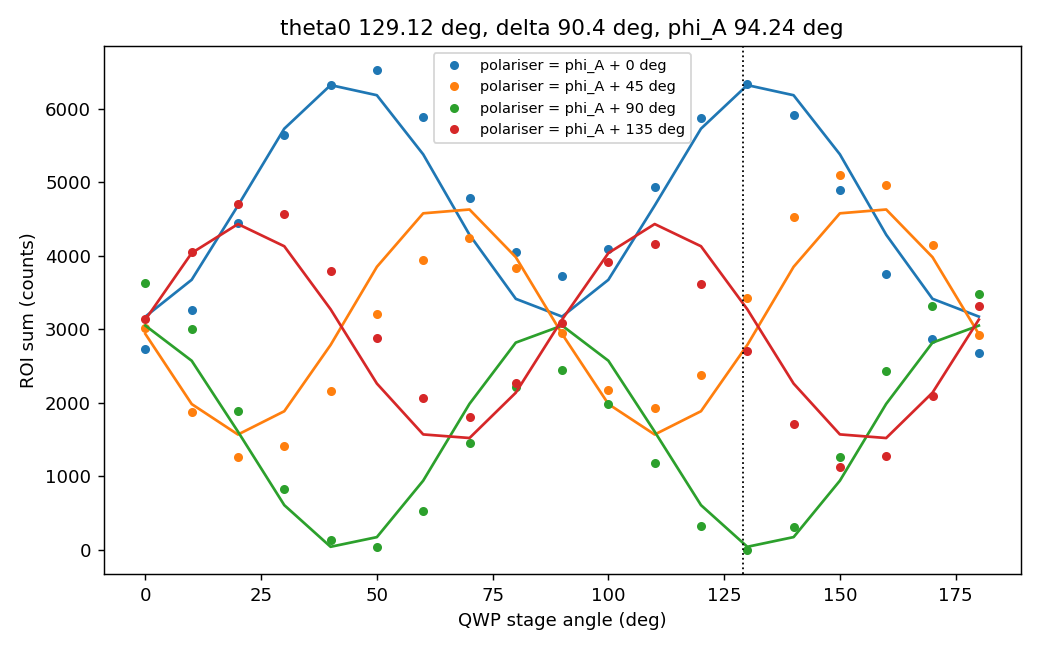 theta0 129.12 deg, delta 90.4 deg, phi_A 94.24 deg
polariser = phi_A + 0 deg
polariser = phi_A + 45 deg
polariser = phi_A + 90 deg
polariser = phi_A + 135 deg
ROI sum (counts)
6000
5000
4000
3000
2000
1000
0
0 25 50 75 100 125 150 175
QWP stage angle (deg)